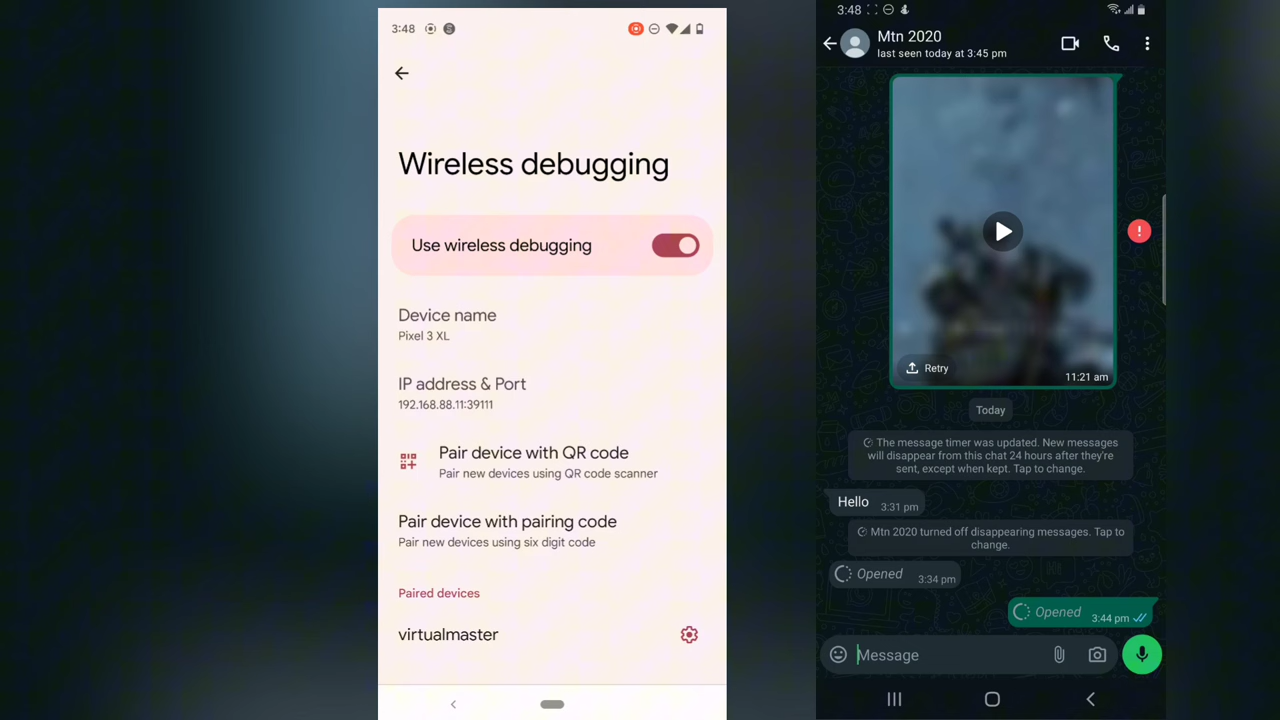 3:48
Wireless debugging
Use wireless debugging
Device name
Pixel 3 XL
IP address & Port
192.168.88.11:39111
Pair device with QR code
Pair new devices using QR code scanner
Pair device with pairing code
Pair new devices using six digit code
Paired devices
virtualmaster
3:48
Mtn 2020
last seen today at 3:45 pm
Retry
11:21 am
Today
The message timer was updated. New messages
will disappear from this chat 24 hours after they're
sent, except when kept. Tap to change.
Hello 3:31 pm
Mtn 2020 turned off disappearing messages. Tap to
change.
Opened 3:34 pm
Opened 3:44 pm
Message